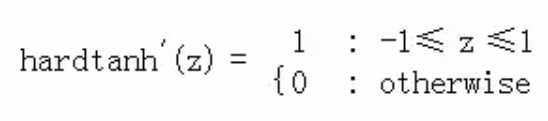 hardtanh′(z) = 1 : -1≤ z ≤1
{0 : otherwise